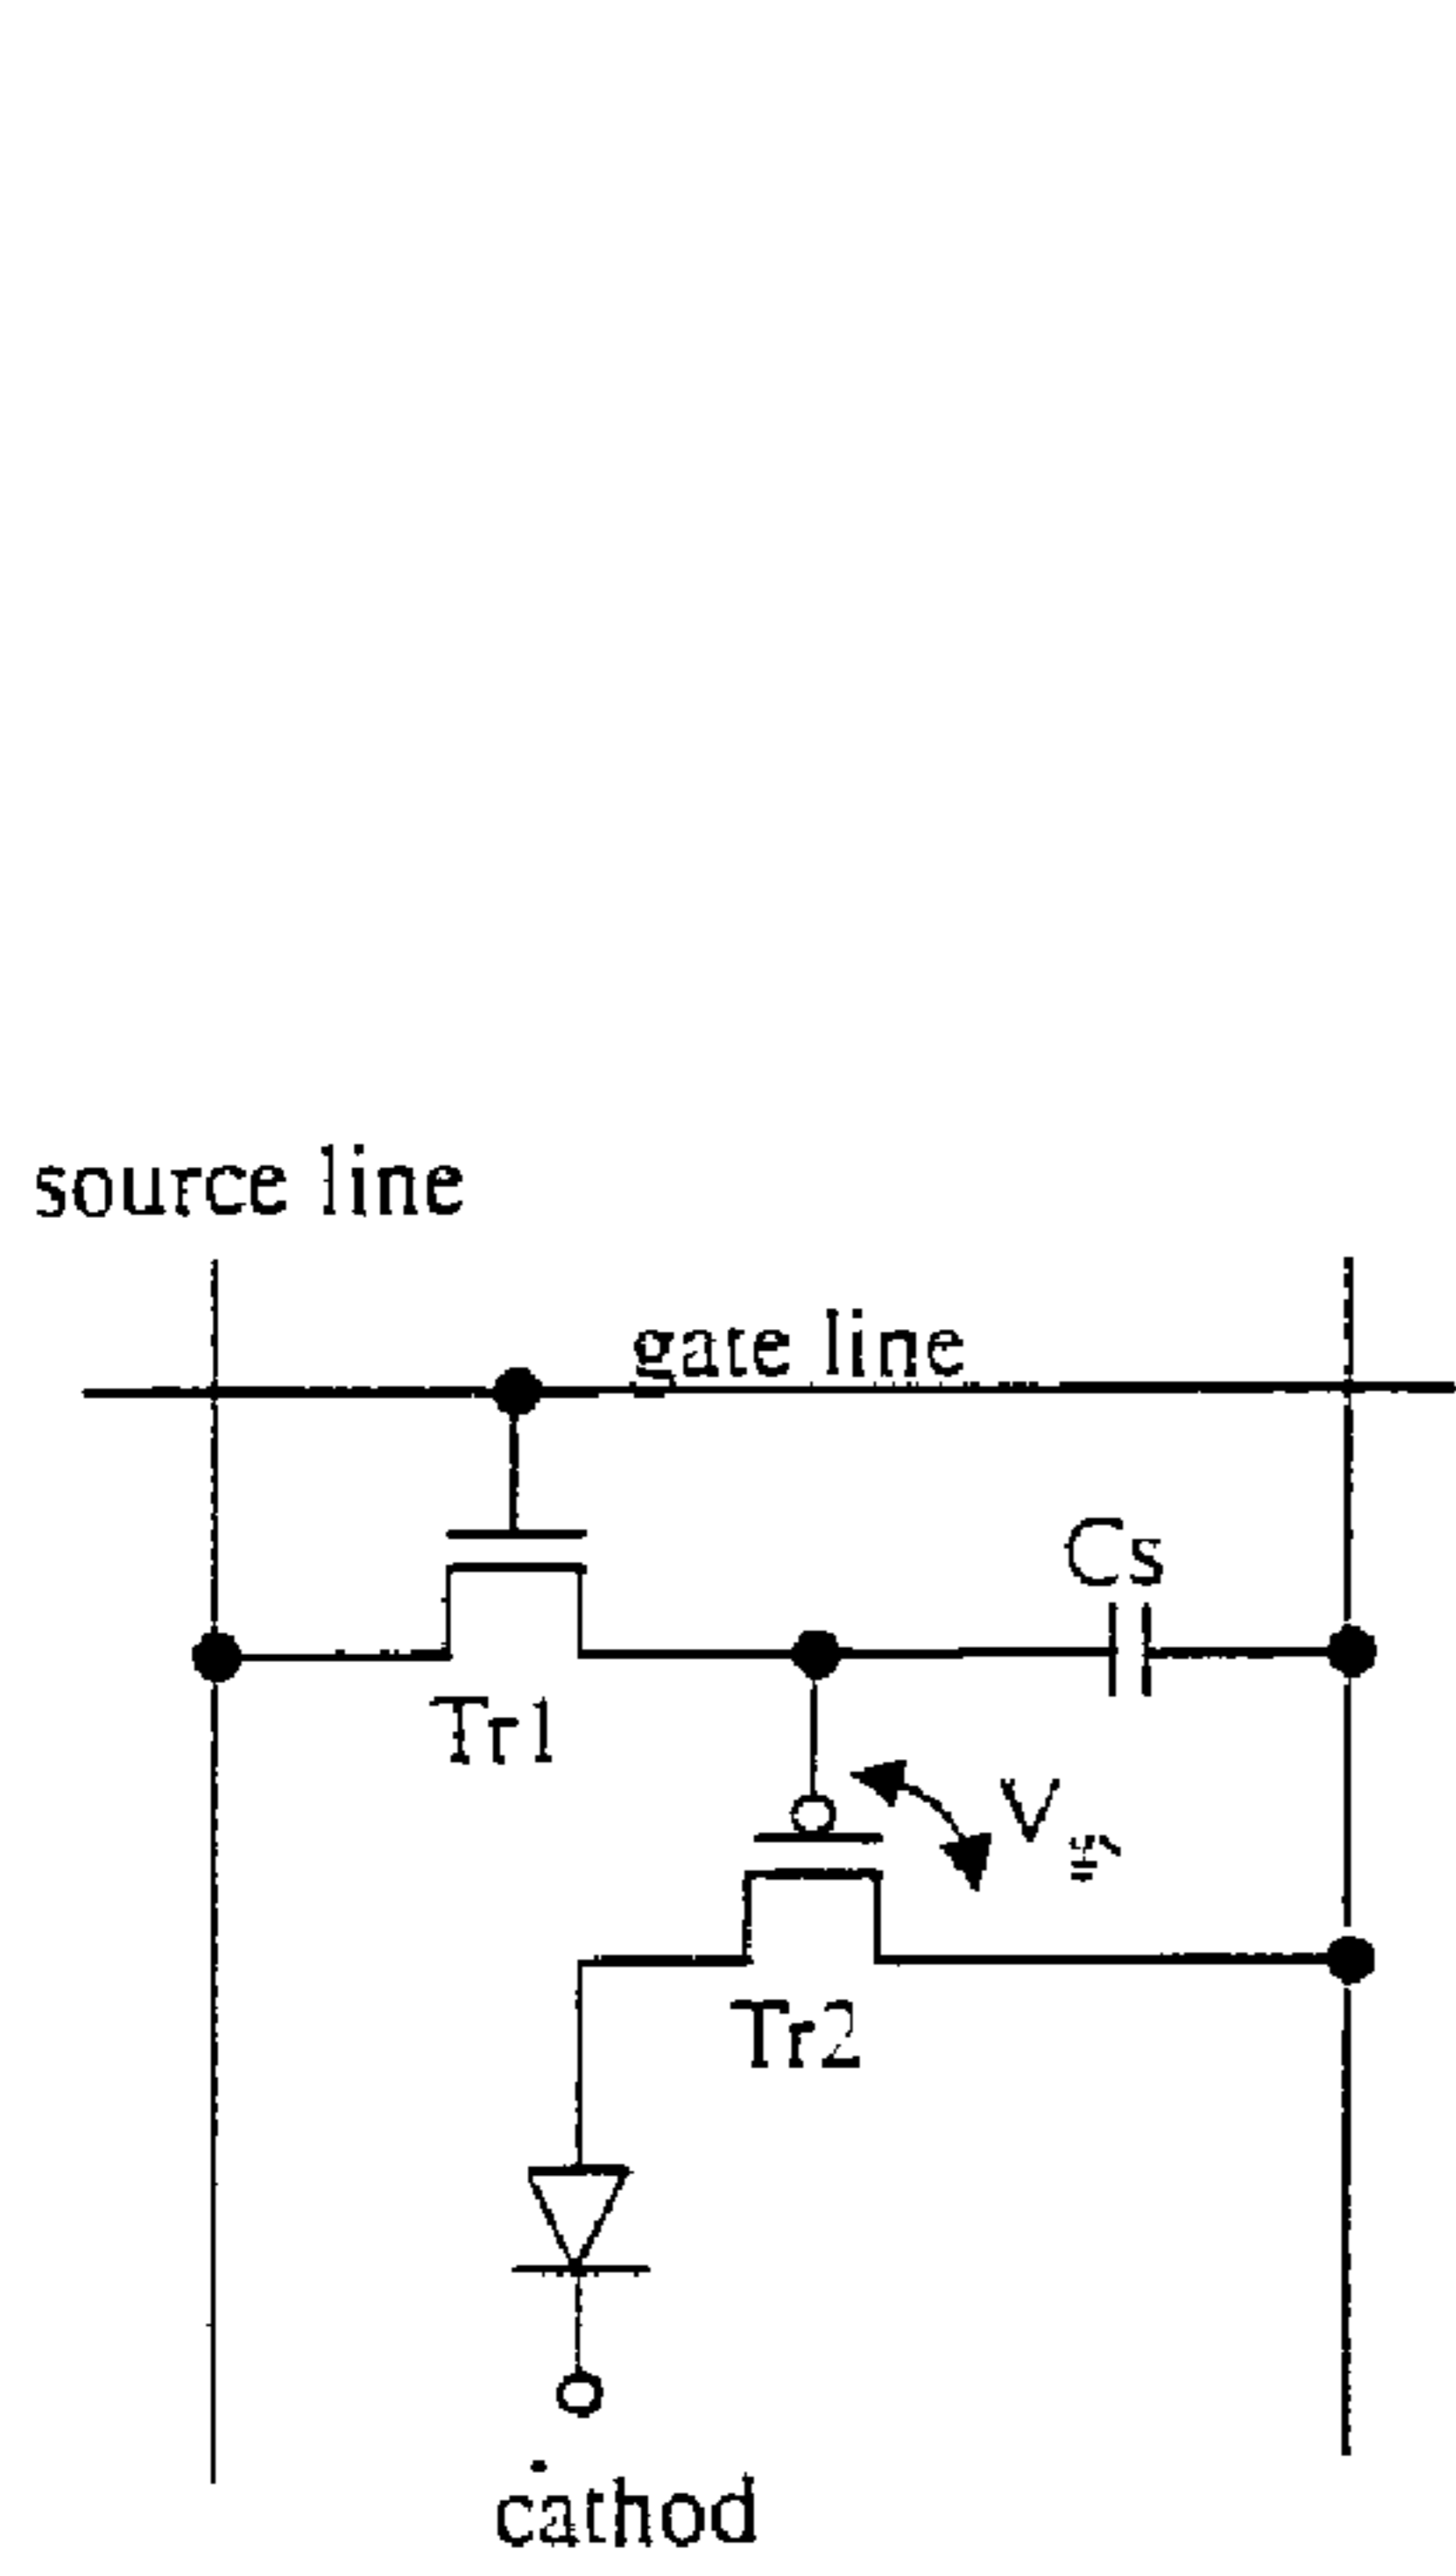 source line
gate line
Cs
Tr1
V
Tr2
cathod